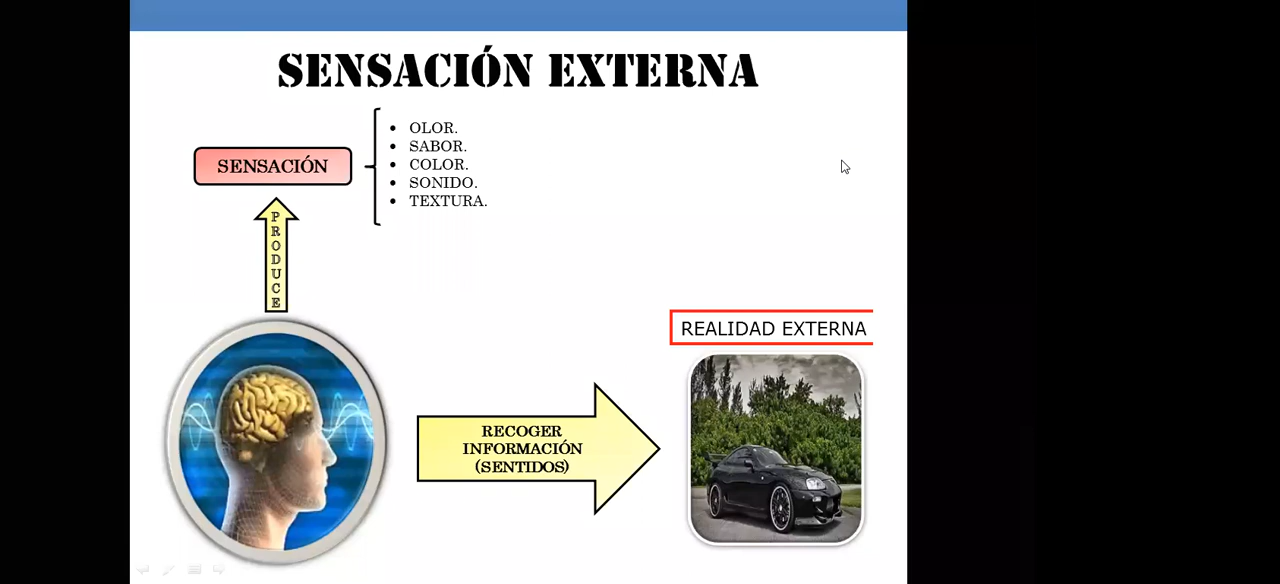 SENSACIÓN EXTERNA
• OLOR.
• SABOR.
• COLOR.
• SONIDO.
• TEXTURA.
SENSACIÓN
PRODUCE
REALIDAD EXTERNA
RECOGER
INFORMACIÓN
(SENTIDOS)